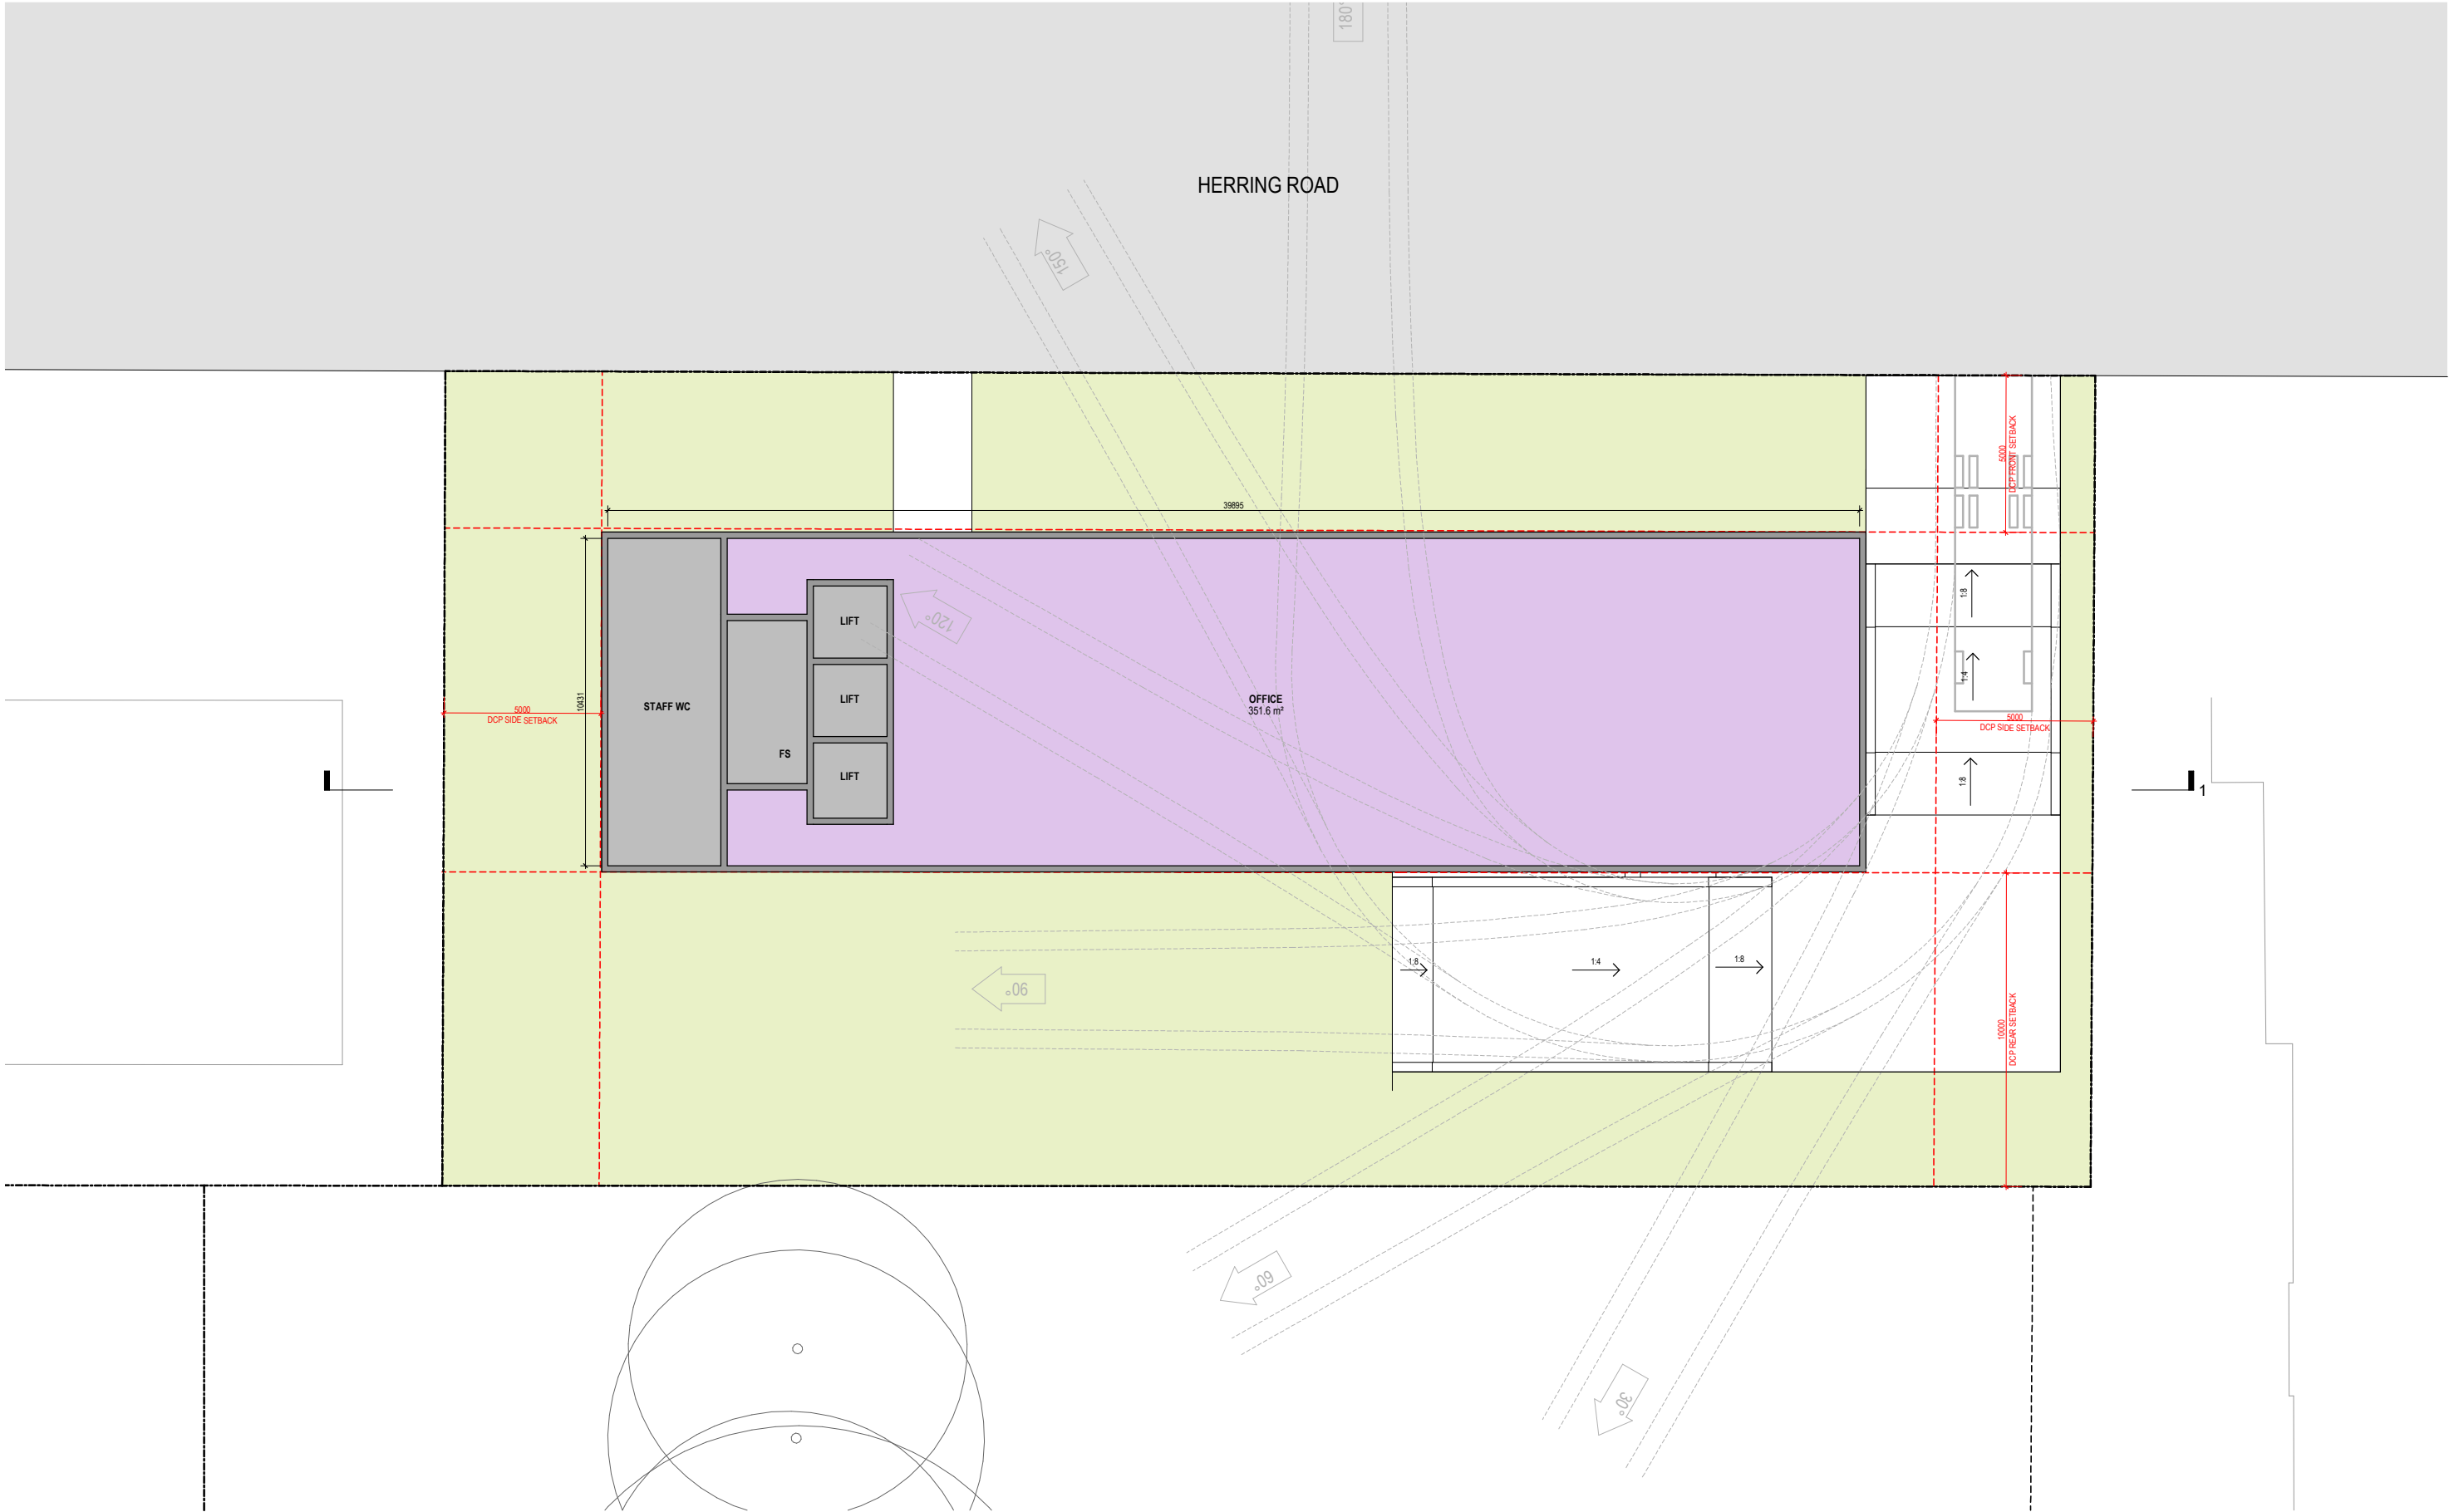 180°
HERRING ROAD
150°
5000
DCP FRONT SETBACK
39895
120°
1:8
LIFT
1:4
LIFT
LIFT
STAFF WC
FS
OFFICE
351.6 m²
10431
5000
DCP SIDE SETBACK
5000
DCP SIDE SETBACK
1:8
1
1:8
1:4
1:8
90°
10000
DCP REAR SETBACK
60°
30°